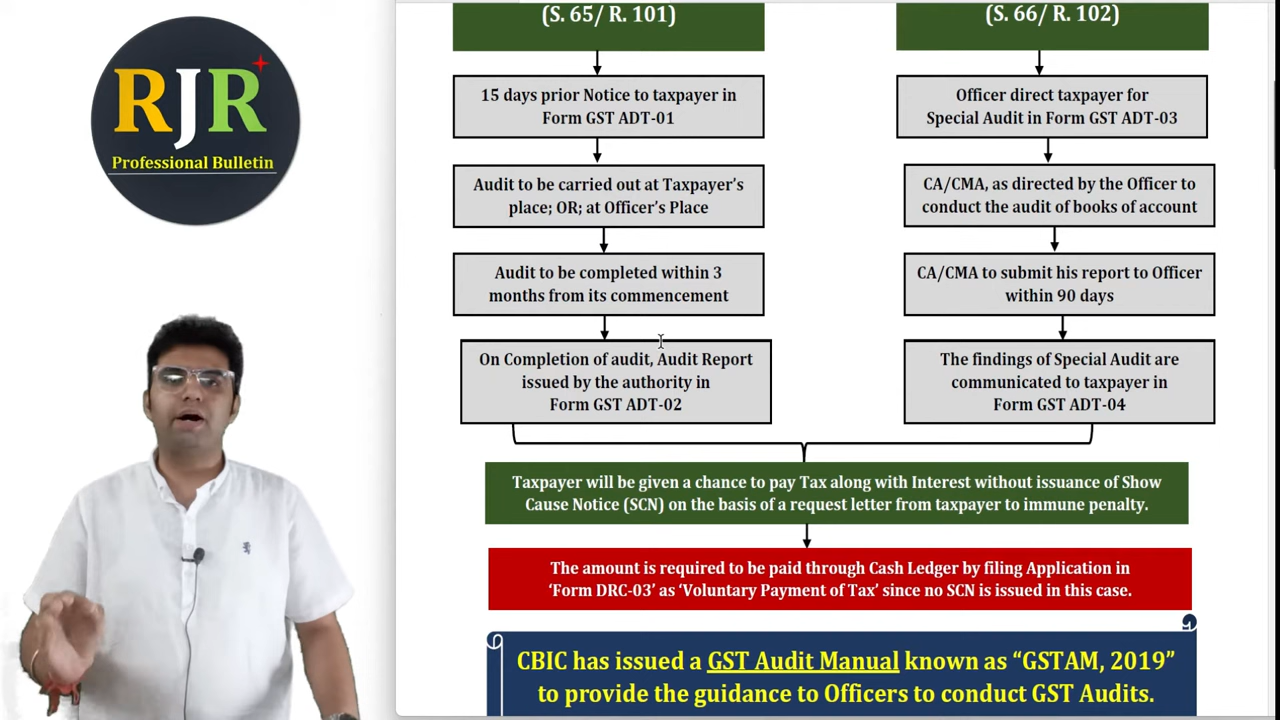 RJR
Professional Bulletin
(S. 65/ R. 101)
15 days prior Notice to taxpayer in
Form GST ADT-01
Audit to be carried out at Taxpayer's
place; OR; at Officer's Place
Audit to be completed within 3
months from its commencement
On Completion of audit, Audit Report
issued by the authority in
Form GST ADT-02
(S. 66/ R. 102)
Officer direct taxpayer for
Special Audit in Form GST ADT-03
CA/CMA, as directed by the Officer to
conduct the audit of books of account
CA/CMA to submit his report to Officer
within 90 days
The findings of Special Audit are
communicated to taxpayer in
Form GST ADT-04
Taxpayer will be given a chance to pay Tax along with Interest without issuance of Show
Cause Notice (SCN) on the basis of a request letter from taxpayer to immune penalty.
The amount is required to be paid through Cash Ledger by filing Application in
‘Form DRC-03’ as ‘Voluntary Payment of Tax’ since no SCN is issued in this case.
CBIC has issued a GST Audit Manual known as “GSTAM, 2019”
to provide the guidance to Officers to conduct GST Audits.